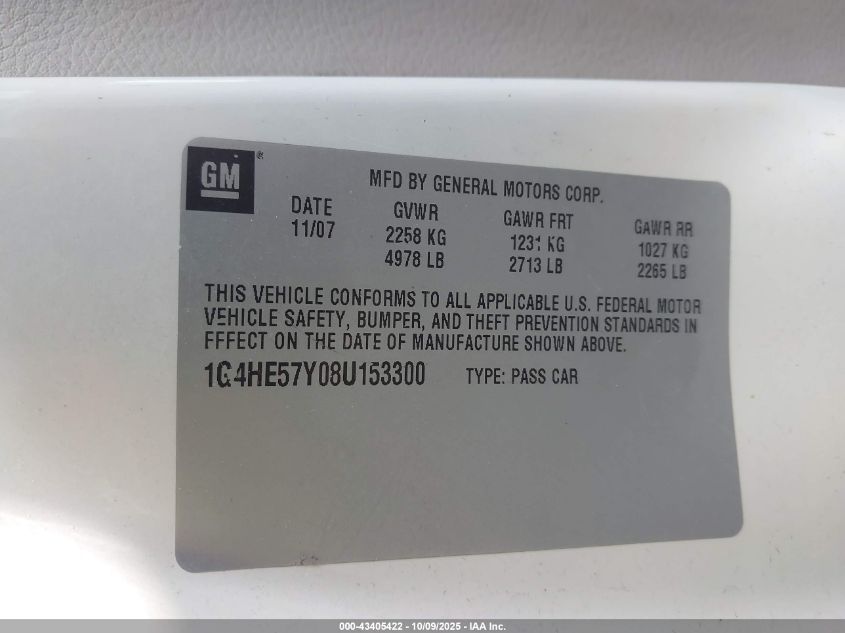 GM®
MFD BY GENERAL MOTORS CORP.
DATE GVWR GAWR FRT GAWR RR
11/07 2258 KG 1231 KG 1027 KG
4978 LB 2713 LB 2265 LB
THIS VEHICLE CONFORMS TO ALL APPLICABLE U.S. FEDERAL MOTOR
VEHICLE SAFETY, BUMPER, AND THEFT PREVENTION STANDARDS IN
EFFECT ON THE DATE OF MANUFACTURE SHOWN ABOVE.
1G4HE57Y08U153300 TYPE: PASS CAR
000-43405422 - 10/09/2025 - IAA Inc.